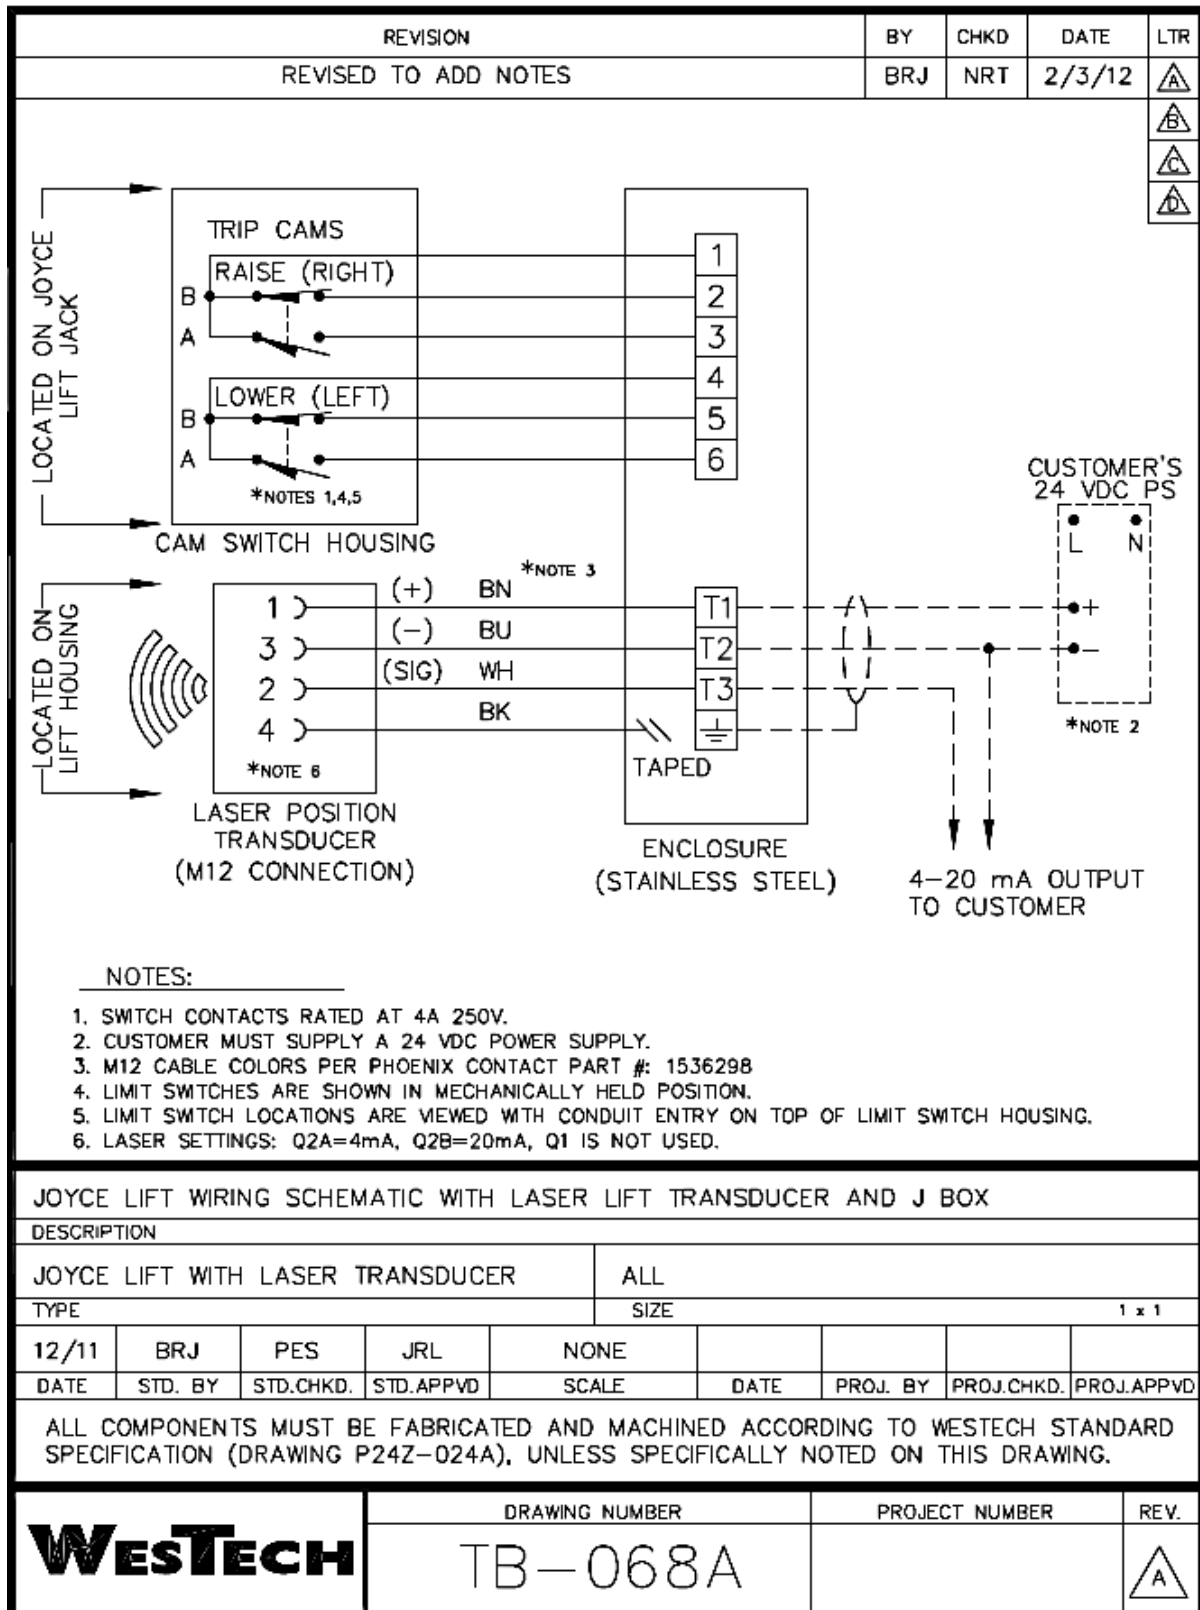 REVISION BY CHKD DATE LTR
REVISED TO ADD NOTES BRJ NRT 2/3/12 A
B
C
D
LOCATED ON JOYCE
LIFT JACK
TRIP CAMS
RAISE (RIGHT)
B
A
LOWER (LEFT)
B
A
*NOTES 1,4,5
CAM SWITCH HOUSING
1
2
3
4
5
6
CUSTOMER'S
24 VDC PS
L N
+
-
*NOTE 2
LOCATED ON
LIFT HOUSING
*NOTE 3
1 (+) BN T1
3 (-) BU T2
2 (SIG) WH T3
4 BK
*NOTE 6
TAPED
LASER POSITION
TRANSDUCER
(M12 CONNECTION)
ENCLOSURE
(STAINLESS STEEL)
4-20 mA OUTPUT
TO CUSTOMER
NOTES:
1. SWITCH CONTACTS RATED AT 4A 250V.
2. CUSTOMER MUST SUPPLY A 24 VDC POWER SUPPLY.
3. M12 CABLE COLORS PER PHOENIX CONTACT PART #: 1536298
4. LIMIT SWITCHES ARE SHOWN IN MECHANICALLY HELD POSITION.
5. LIMIT SWITCH LOCATIONS ARE VIEWED WITH CONDUIT ENTRY ON TOP OF LIMIT SWITCH HOUSING.
6. LASER SETTINGS: Q2A=4mA, Q2B=20mA, Q1 IS NOT USED.
JOYCE LIFT WIRING SCHEMATIC WITH LASER LIFT TRANSDUCER AND J BOX
DESCRIPTION
JOYCE LIFT WITH LASER TRANSDUCER ALL
TYPE SIZE 1 x 1
12/11 BRJ PES JRL NONE
DATE STD. BY STD.CHKD. STD.APPVD SCALE DATE PROJ. BY PROJ.CHKD. PROJ.APPVD
ALL COMPONENTS MUST BE FABRICATED AND MACHINED ACCORDING TO WESTECH STANDARD
SPECIFICATION (DRAWING P24Z-024A), UNLESS SPECIFICALLY NOTED ON THIS DRAWING.
WESTECH
DRAWING NUMBER PROJECT NUMBER REV.
TB-068A A